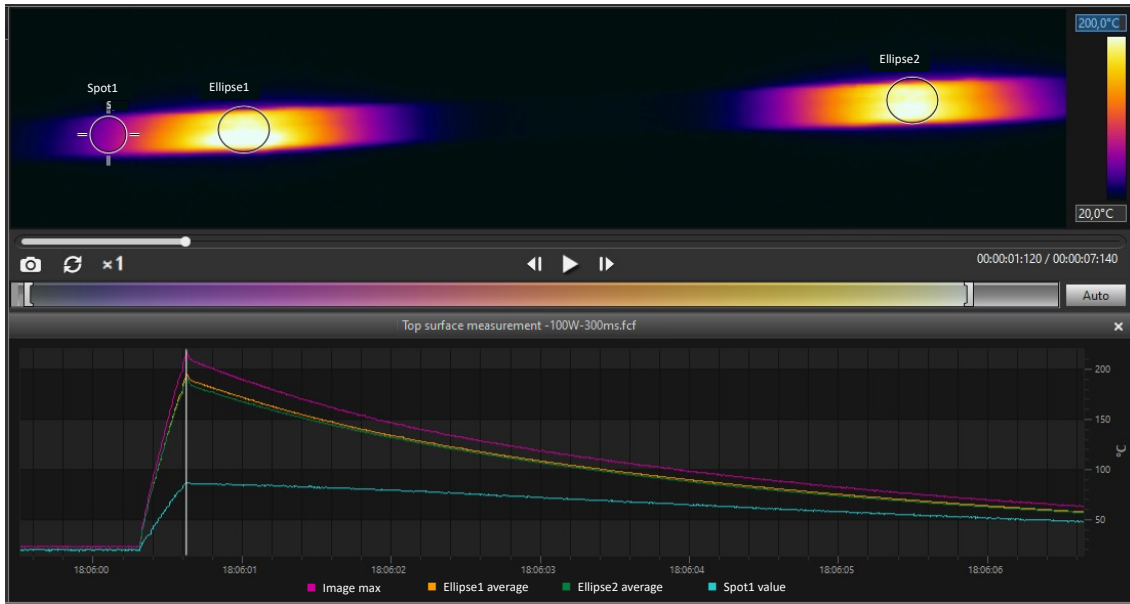 200,0°C
Ellipse2
Spot1
Ellipse1
S
20,0°C
×1
00:00:01:120 / 00:00:07:140
Auto
Top surface measurement -100W-300ms.fcf
×
200
150
°C
100
50
18:06:00 18:06:01 18:06:02 18:06:03 18:06:04 18:06:05 18:06:06
Image max Ellipse1 average Ellipse2 average Spot1 value